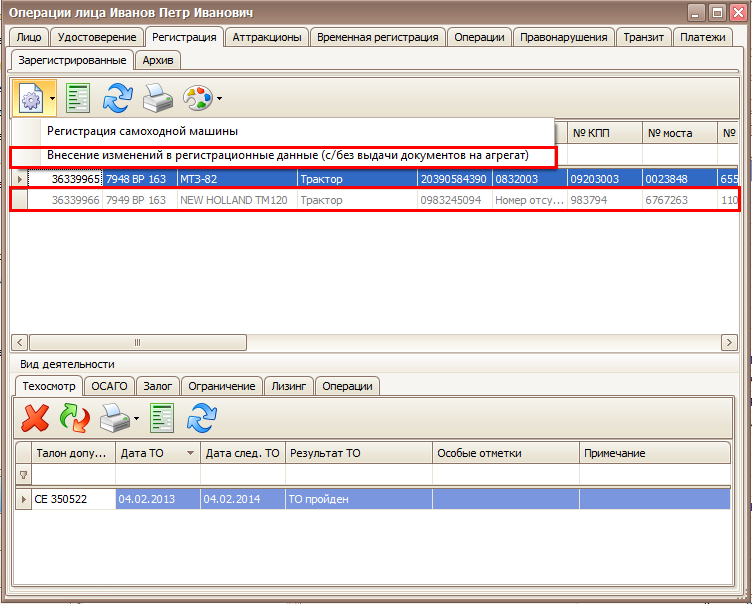 Операции лица Иванов Петр Иванович
Лицо Удостоверение Регистрация Аттракционы Временная регистрация Операции Правонарушения Транзит Платежи
Зарегистрированные Архив
Регистрация самоходной машины
№ КПП № моста №
Внесение изменений в регистрационные данные (с/без выдачи документов на агрегат)
36339965 7948 ВР 163 МТЗ-82 Трактор 20390584390 0832003 09203003 0023848 655
36339966 7949 ВР 163 NEW HOLLAND TM120 Трактор 0983245094 Номер отсу... 983794 6767263 110
Вид деятельности
Техосмотр ОСАГО Залог Ограничение Лизинг Операции
Талон допу... Дата ТО Дата след. ТО Результат ТО Особые отметки Примечание
СЕ 350522 04.02.2013 04.02.2014 ТО пройден